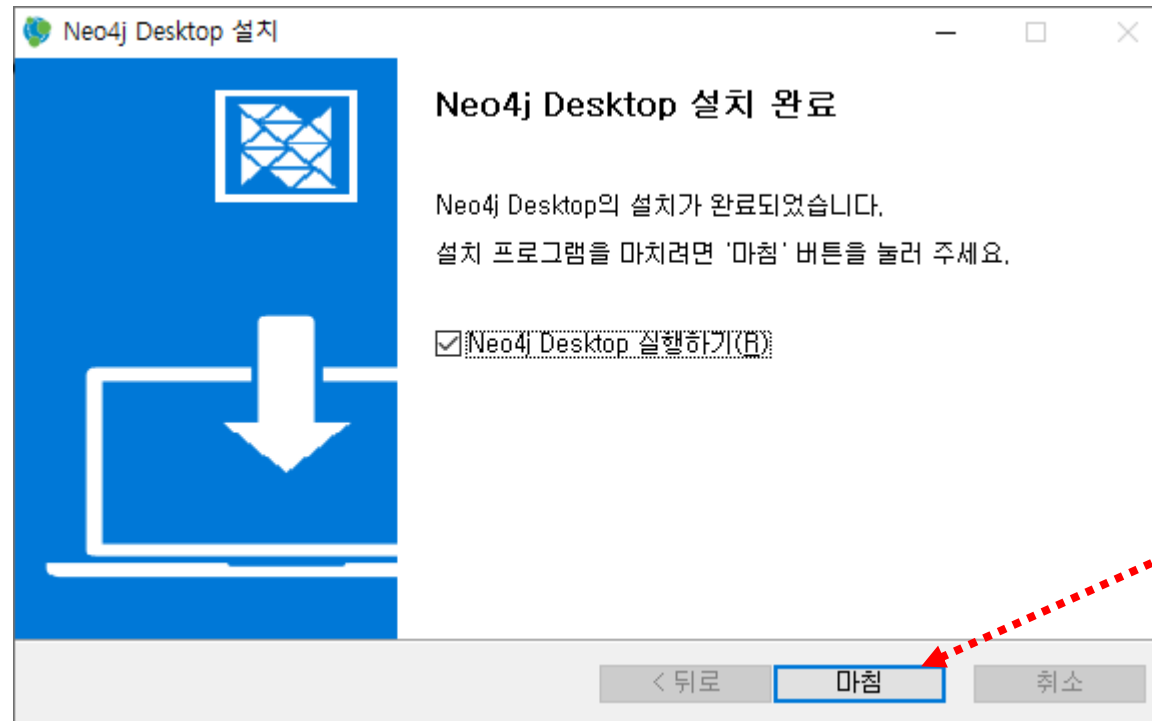 Neo4j Desktop 설치
Neo4j Desktop 설치 완료
Neo4j Desktop의 설치가 완료되었습니다.
설치 프로그램을 마치려면 '마침' 버튼을 눌러 주세요.
Neo4j Desktop 실행하기(R)
< 뒤로
마침
취소